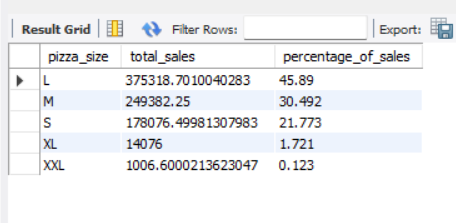 Result Grid Filter Rows: Export:
pizza_size total_sales percentage_of_sales
L 375318.7010040283 45.89
M 249382.25 30.492
S 178076.49981307983 21.773
XL 14076 1.721
XXL 1006.6000213623047 0.123